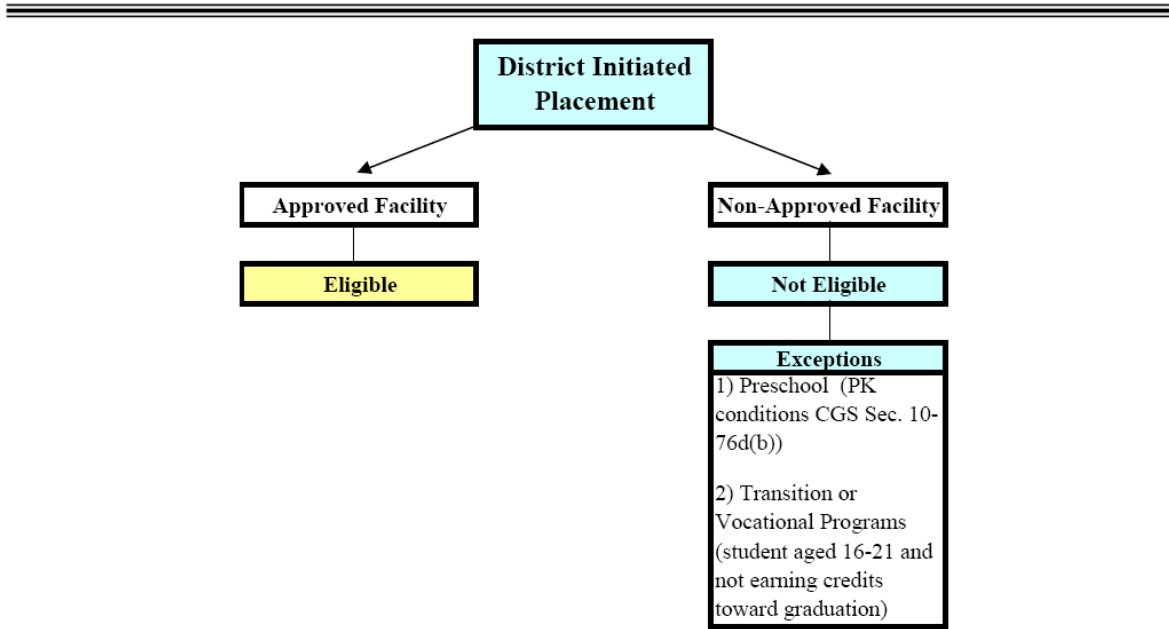 District Initiated
Placement
Approved Facility
Non-Approved Facility
Eligible
Not Eligible
Exceptions
1) Preschool (PK
conditions CGS Sec. 10-
76d(b))
2) Transition or
Vocational Programs
(student aged 16-21 and
not earning credits
toward graduation)